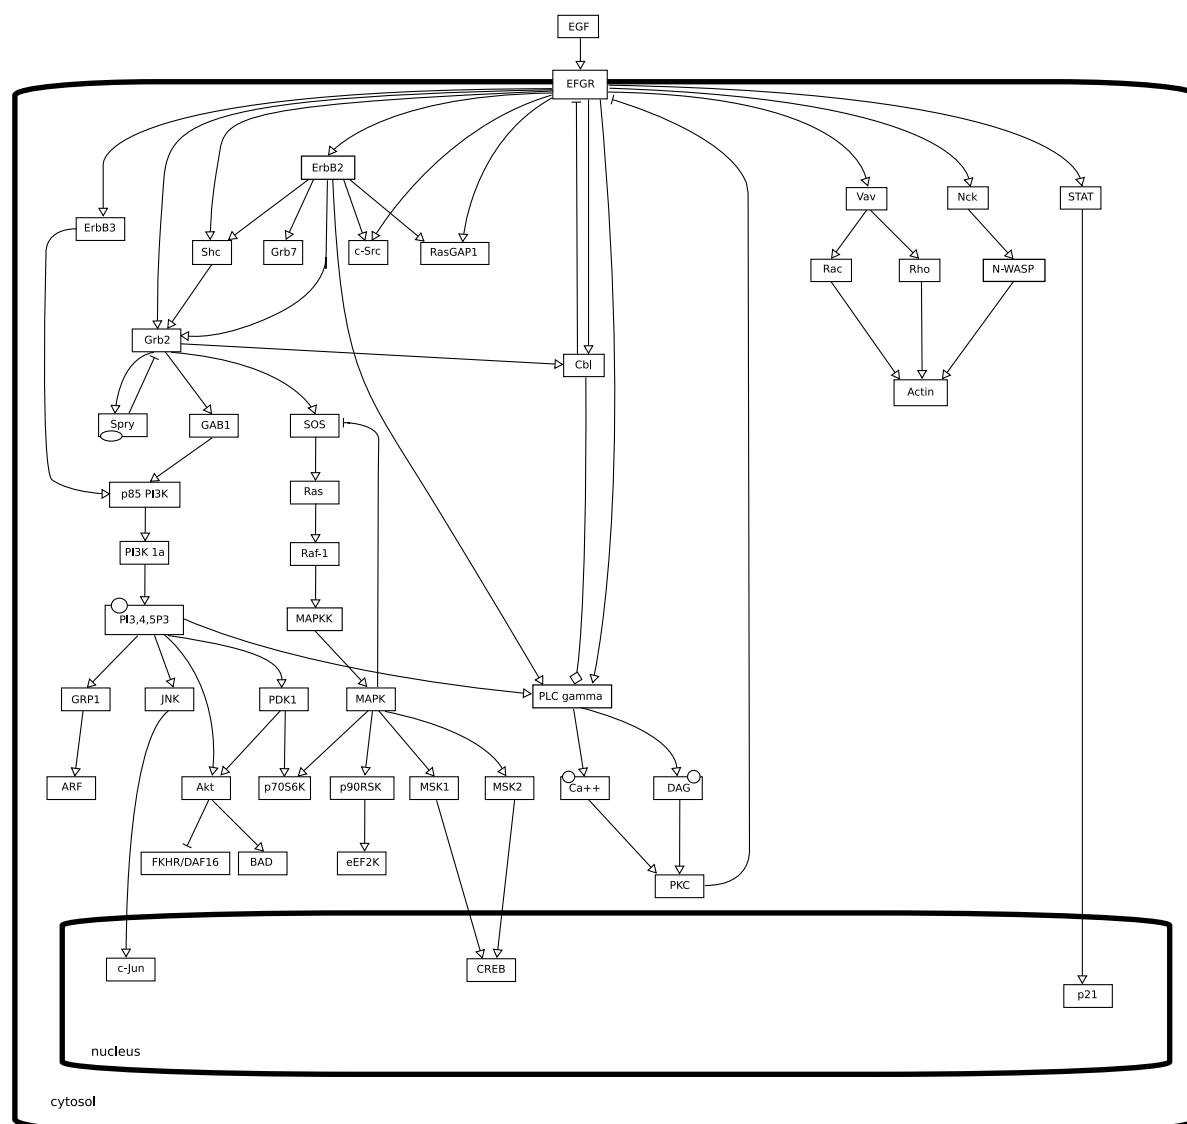 EGF
EFGR
ErbB2
Vav
Nck
STAT
ErbB3
Shc
Grb7
c-Src
RasGAP1
Rac
Rho
N-WASP
Grb2
Cbl
Actin
Spry
GAB1
SOS
p85 PI3K
Ras
PI3K 1a
Raf-1
PI3,4,5P3
MAPKK
GRP1
JNK
PDK1
MAPK
PLC gamma
ARF
Akt
p70S6K
p90RSK
MSK1
MSK2
Ca++
DAG
FKHR/DAF16
BAD
eEF2K
PKC
c-Jun
CREB
p21
nucleus
cytosol